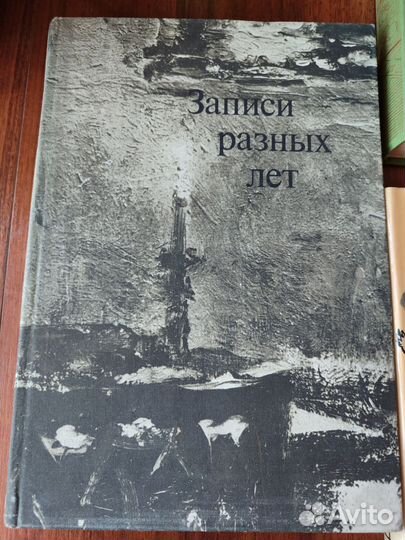 Записи
разных
лет
Avito